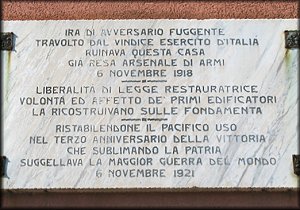 IRA DI AVVERSARIO FUGGENTE
TRAVOLTO DAL VINDICE ESERCITO D'ITALIA
RUINAVA QUESTA CASA
GIÀ RESA ARSENALE DI ARMI
6 NOVEMBRE 1918
LIBERALITÀ DI LEGGE RESTAURATRICE
VOLONTÀ ED AFFETTO DE' PRIMI EDIFICATORI
LA RICOSTRUIVANO SULLE FONDAMENTA
RISTABILENDONE IL PACIFICO USO
NEL TERZO ANNIVERSARIO DELLA VITTORIA
CHE SUBLIMANDO LA PATRIA
SUGGELLAVA LA MAGGIOR GUERRA DEL MONDO
6 NOVEMBRE 1921